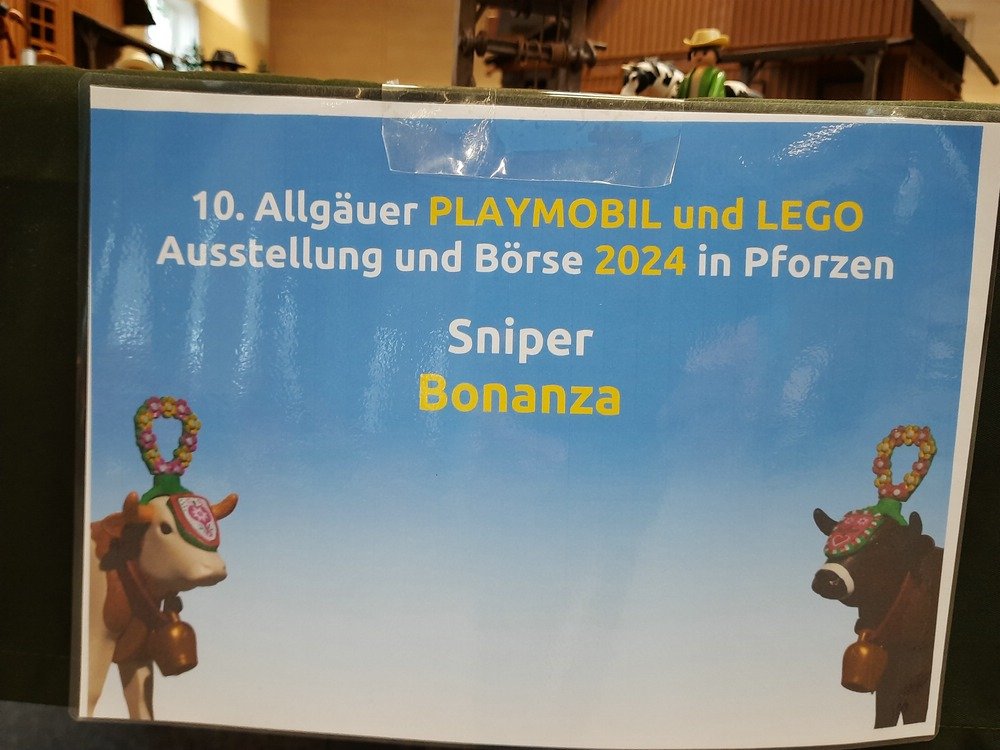 10. Allgäuer PLAYMOBIL und LEGO
Ausstellung und Börse 2024 in Pforzen
Sniper
Bonanza